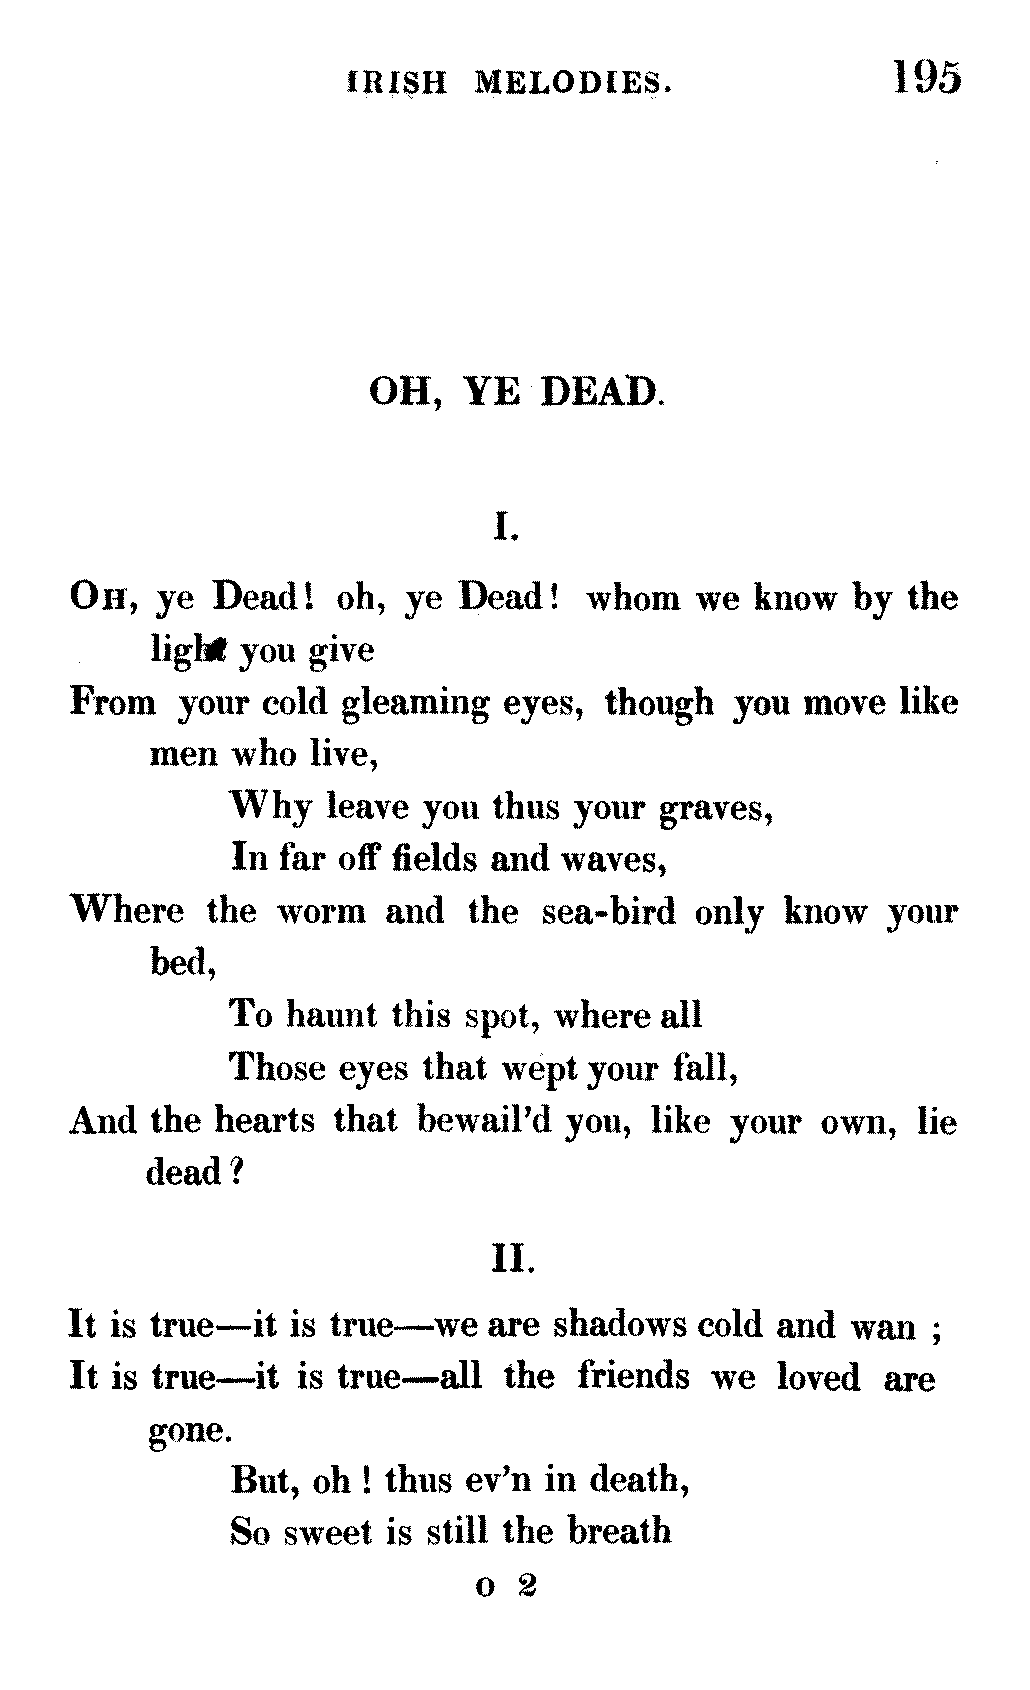 IRISH MELODIES. 195
OH, YE DEAD.
I.
OH, ye Dead! oh, ye Dead! whom we know by the
light you give
From your cold gleaming eyes, though you move like
men who live,
Why leave you thus your graves,
In far off fields and waves,
Where the worm and the sea-bird only know your
bed,
To haunt this spot, where all
Those eyes that wept your fall,
And the hearts that bewail'd you, like your own, lie
dead?
II.
It is true—it is true—we are shadows cold and wan ;
It is true—it is true—all the friends we loved are
gone.
But, oh ! thus ev'n in death,
So sweet is still the breath
O 2